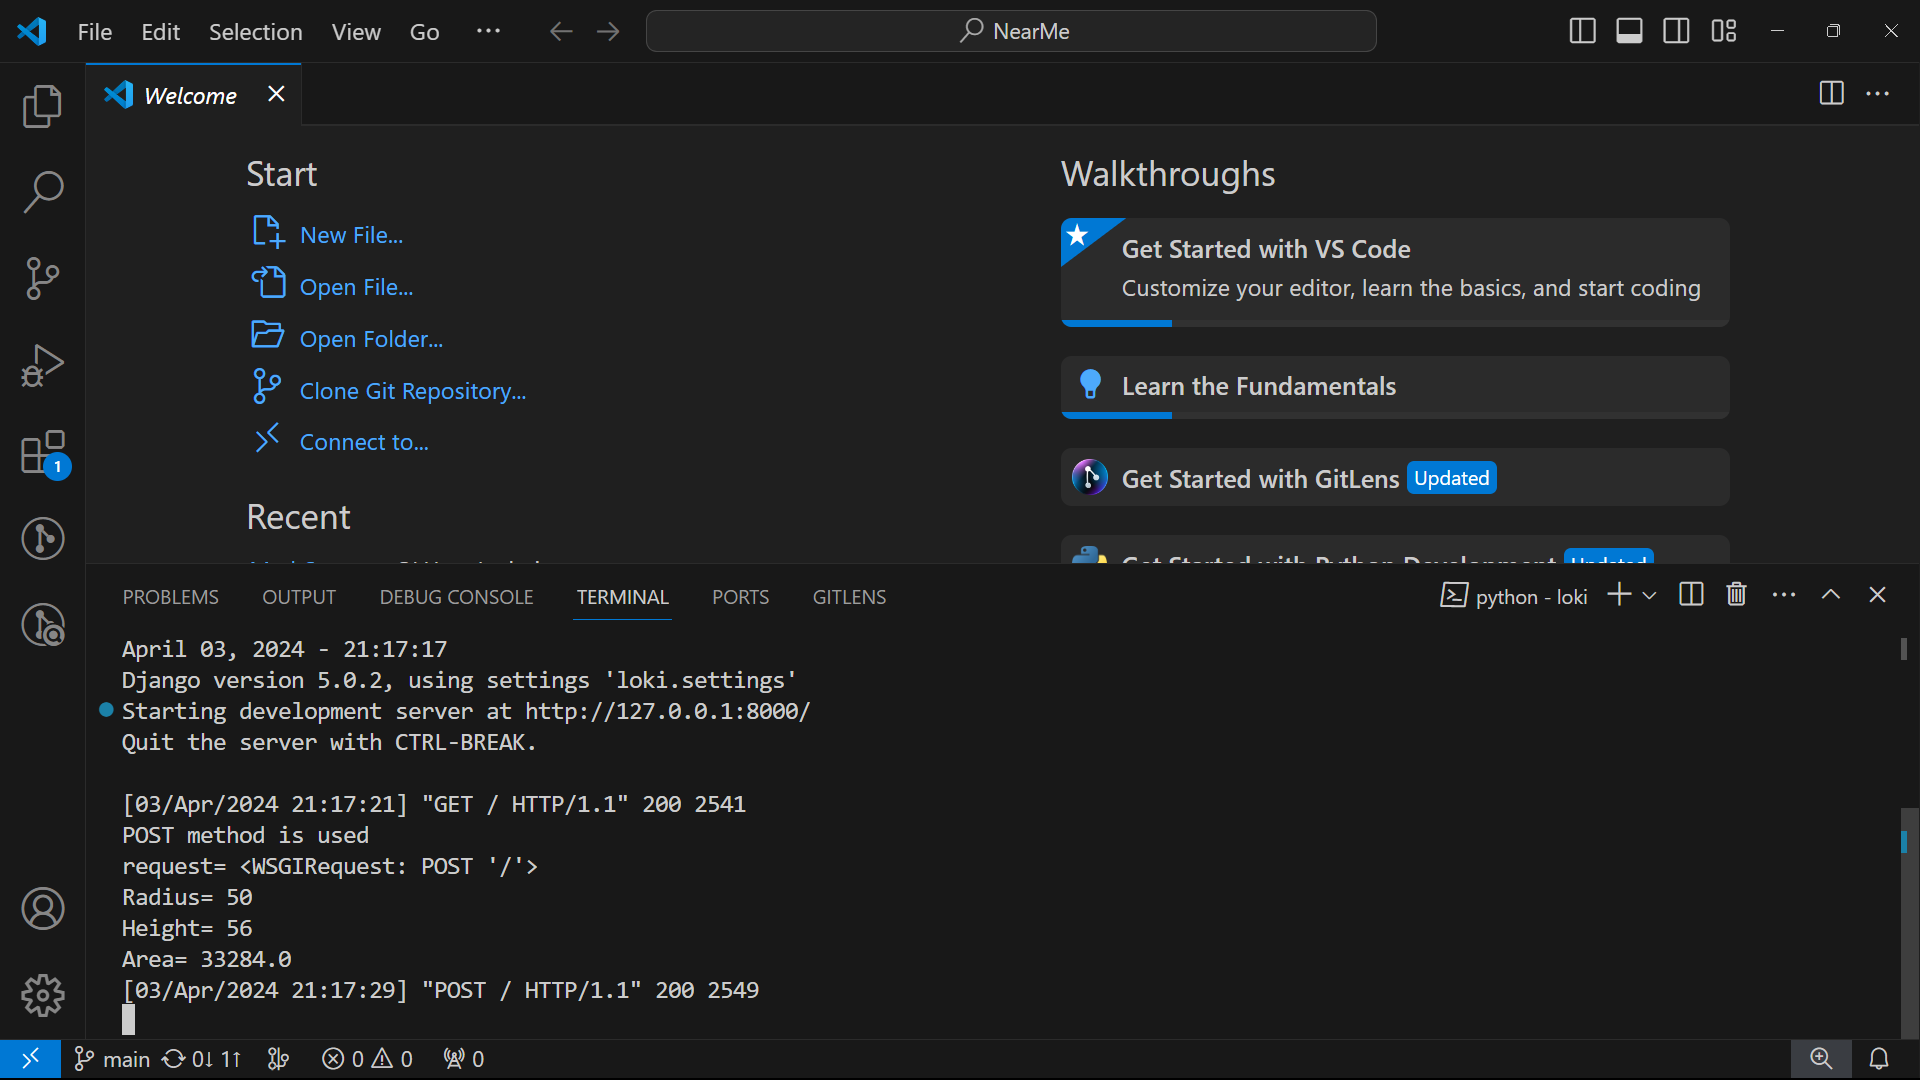 File Edit Selection View Go ···
NearMe
Welcome
Start
New File...
Open File...
Open Folder...
Clone Git Repository...
Connect to...
Recent
Walkthroughs
Get Started with VS Code
Customize your editor, learn the basics, and start coding
Learn the Fundamentals
Get Started with GitLens Updated
Get Started with Python Development Updated
1
PROBLEMS OUTPUT DEBUG CONSOLE TERMINAL PORTS GITLENS
python - loki
April 03, 2024 - 21:17:17
Django version 5.0.2, using settings 'loki.settings'
Starting development server at http://127.0.0.1:8000/
Quit the server with CTRL-BREAK.
[03/Apr/2024 21:17:21] "GET / HTTP/1.1" 200 2541
POST method is used
request= <WSGIRequest: POST '/'>
Radius= 50
Height= 56
Area= 33284.0
[03/Apr/2024 21:17:29] "POST / HTTP/1.1" 200 2549
main 0↓ 1↑ 0 0 0